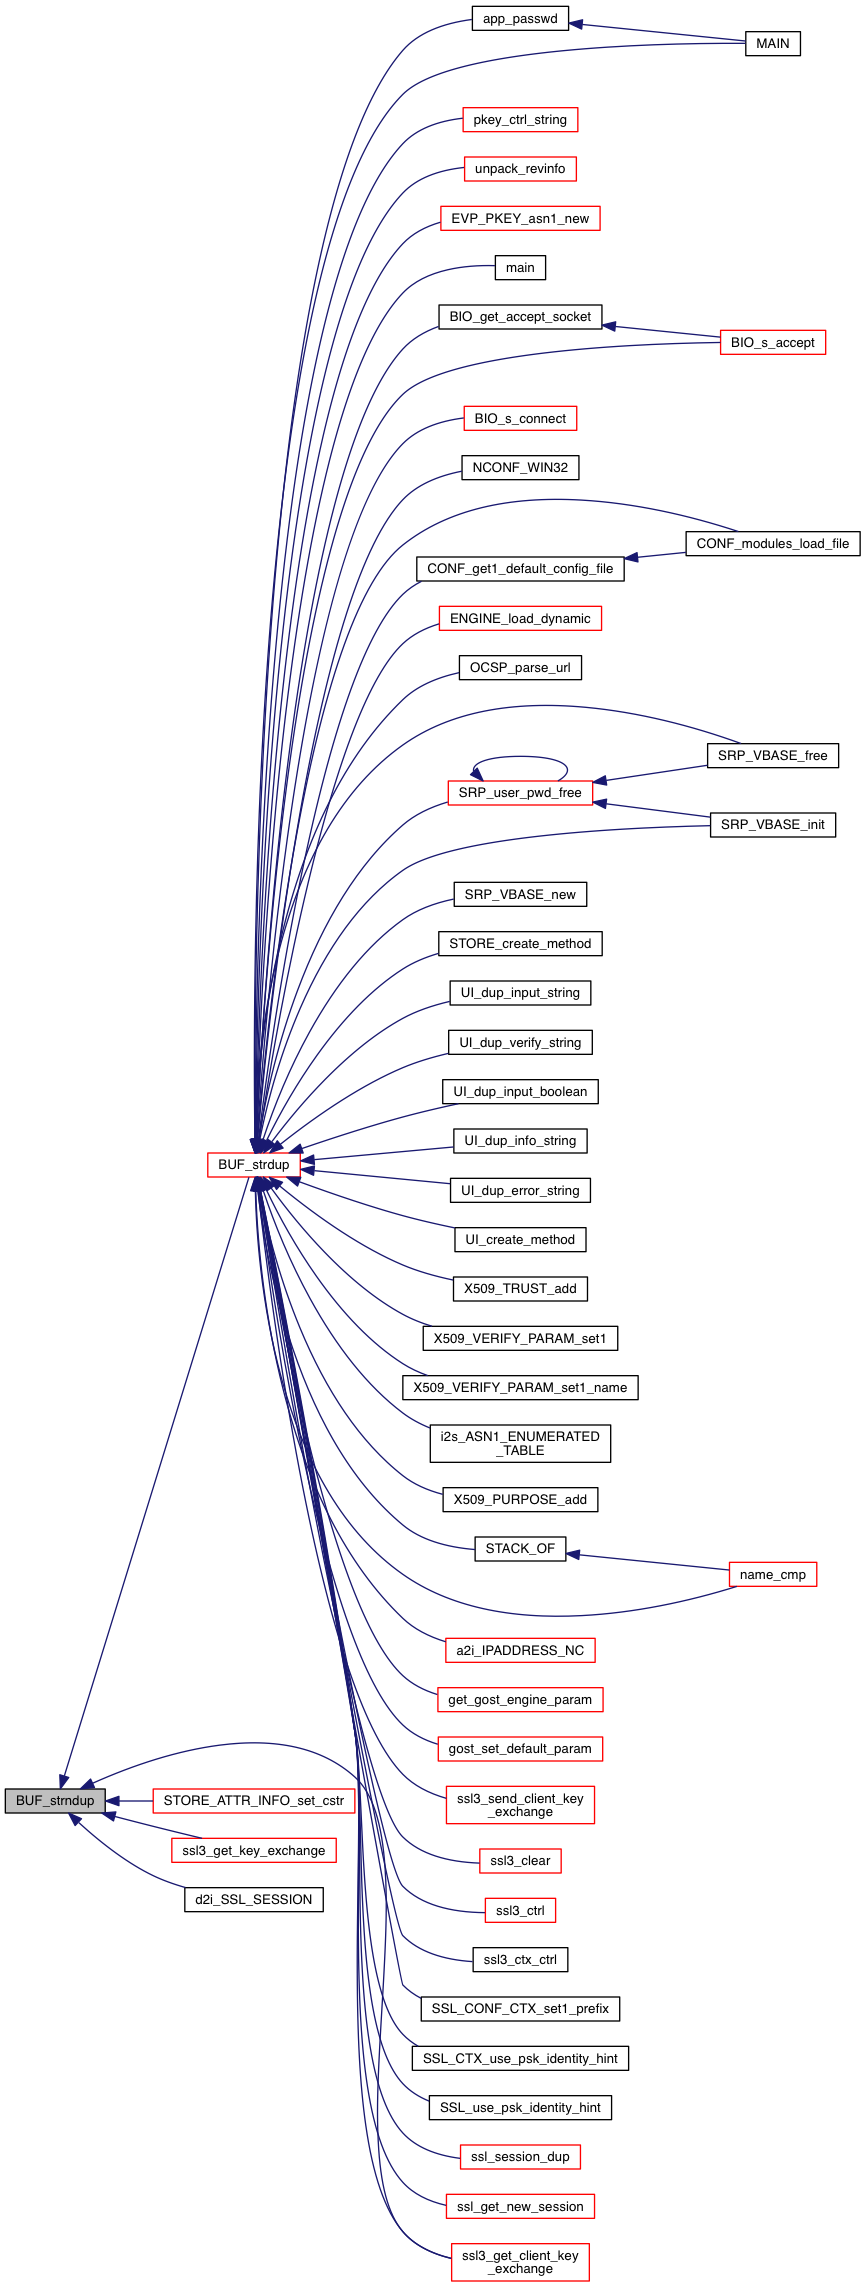 app_passwd
MAIN
pkey_ctrl_string
unpack_revinfo
EVP_PKEY_asn1_new
main
BIO_get_accept_socket
BIO_s_accept
BIO_s_connect
NCONF_WIN32
CONF_modules_load_file
CONF_get1_default_config_file
ENGINE_load_dynamic
OCSP_parse_url
SRP_VBASE_free
SRP_user_pwd_free
SRP_VBASE_init
SRP_VBASE_new
STORE_create_method
UI_dup_input_string
UI_dup_verify_string
UI_dup_input_boolean
UI_dup_info_string
BUF_strdup
UI_dup_error_string
UI_create_method
X509_TRUST_add
X509_VERIFY_PARAM_set1
X509_VERIFY_PARAM_set1_name
i2s_ASN1_ENUMERATED
_TABLE
X509_PURPOSE_add
STACK_OF
name_cmp
a2i_IPADDRESS_NC
get_gost_engine_param
gost_set_default_param
ssl3_send_client_key
_exchange
BUF_strndup
STORE_ATTR_INFO_set_cstr
ssl3_get_key_exchange
ssl3_clear
d2i_SSL_SESSION
ssl3_ctrl
ssl3_ctx_ctrl
SSL_CONF_CTX_set1_prefix
SSL_CTX_use_psk_identity_hint
SSL_use_psk_identity_hint
ssl_session_dup
ssl_get_new_session
ssl3_get_client_key
_exchange